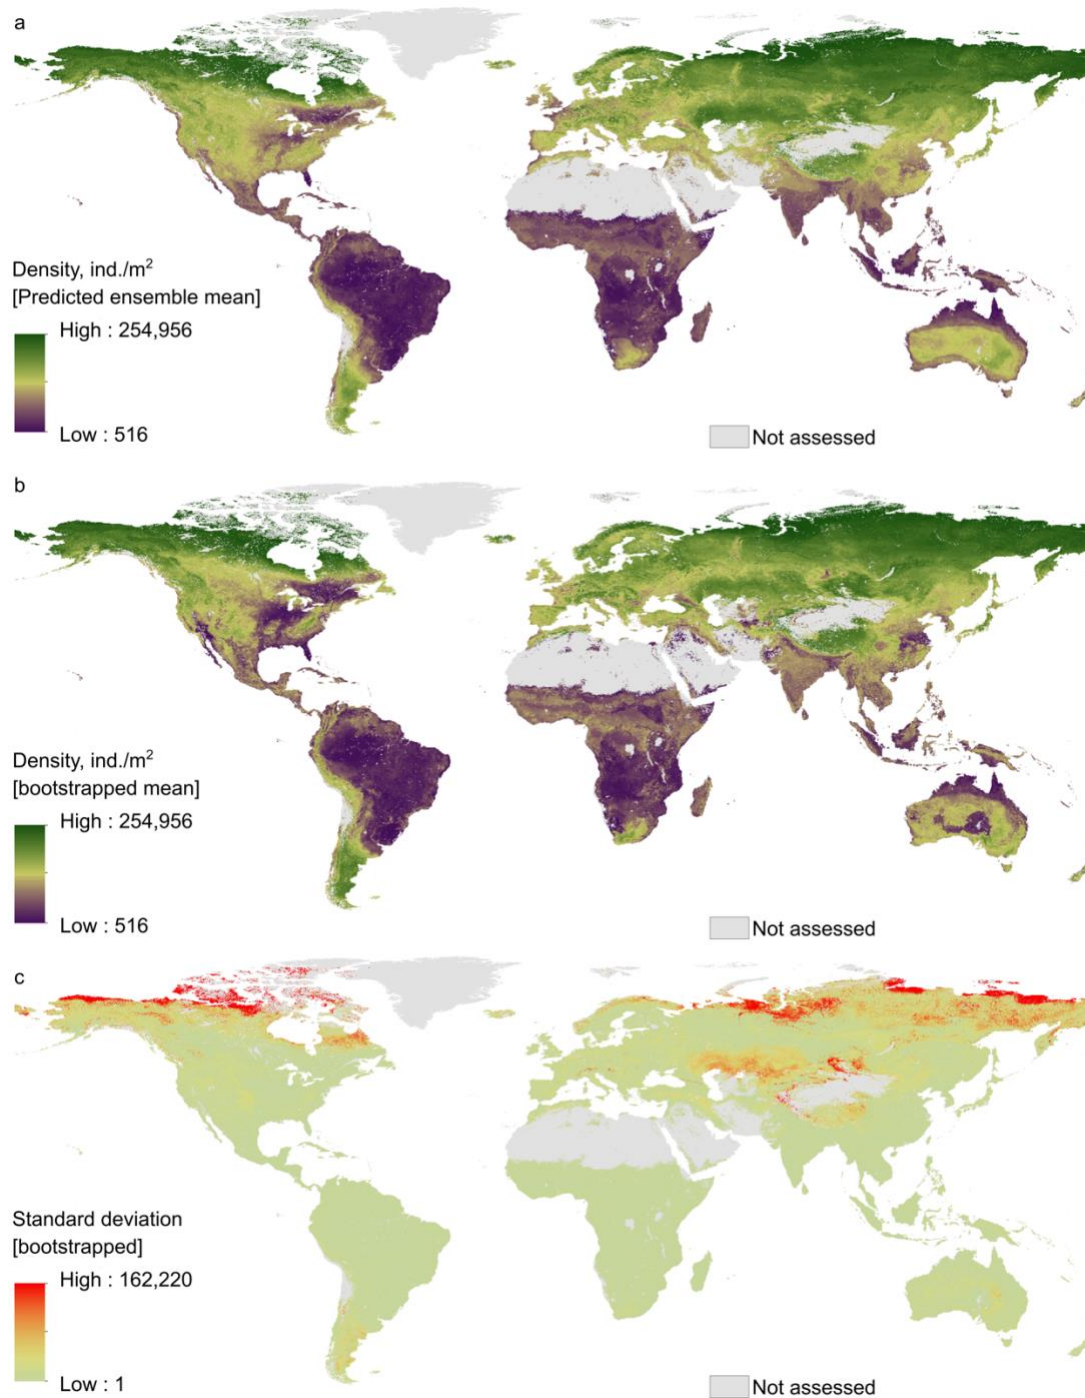 a
Density, ind./m²
[Predicted ensemble mean]
High : 254,956
Low : 516
Not assessed
b
Density, ind./m²
[bootstrapped mean]
High : 254,956
Low : 516
Not assessed
c
Standard deviation
[bootstrapped]
High : 162,220
Low : 1
Not assessed